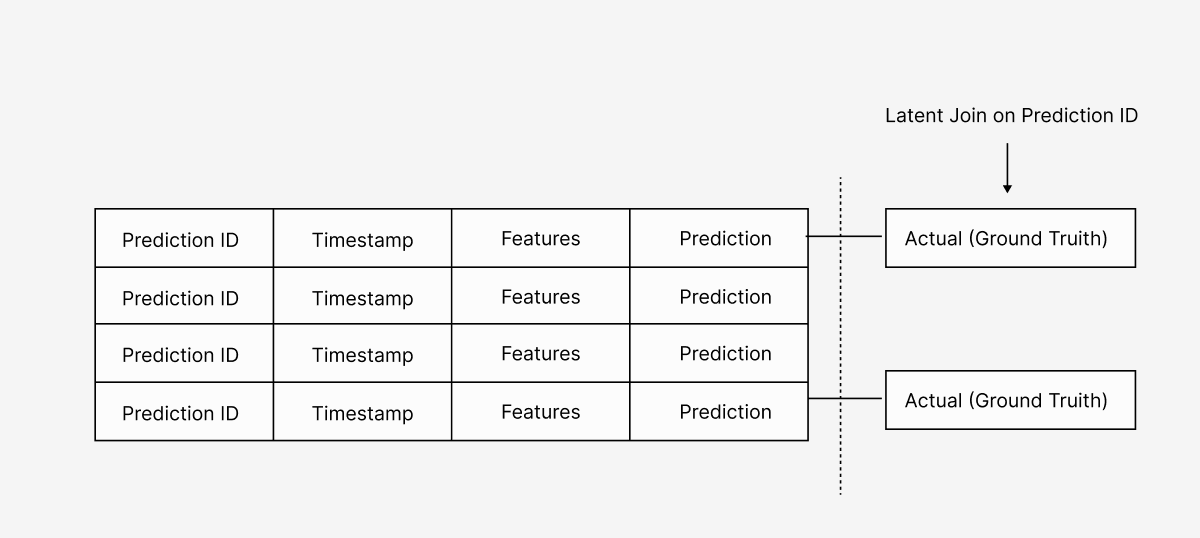 Latent Join on Prediction ID
Prediction ID Timestamp Features Prediction Actual (Ground Truith)
Prediction ID Timestamp Features Prediction
Prediction ID Timestamp Features Prediction
Prediction ID Timestamp Features Prediction Actual (Ground Truith)